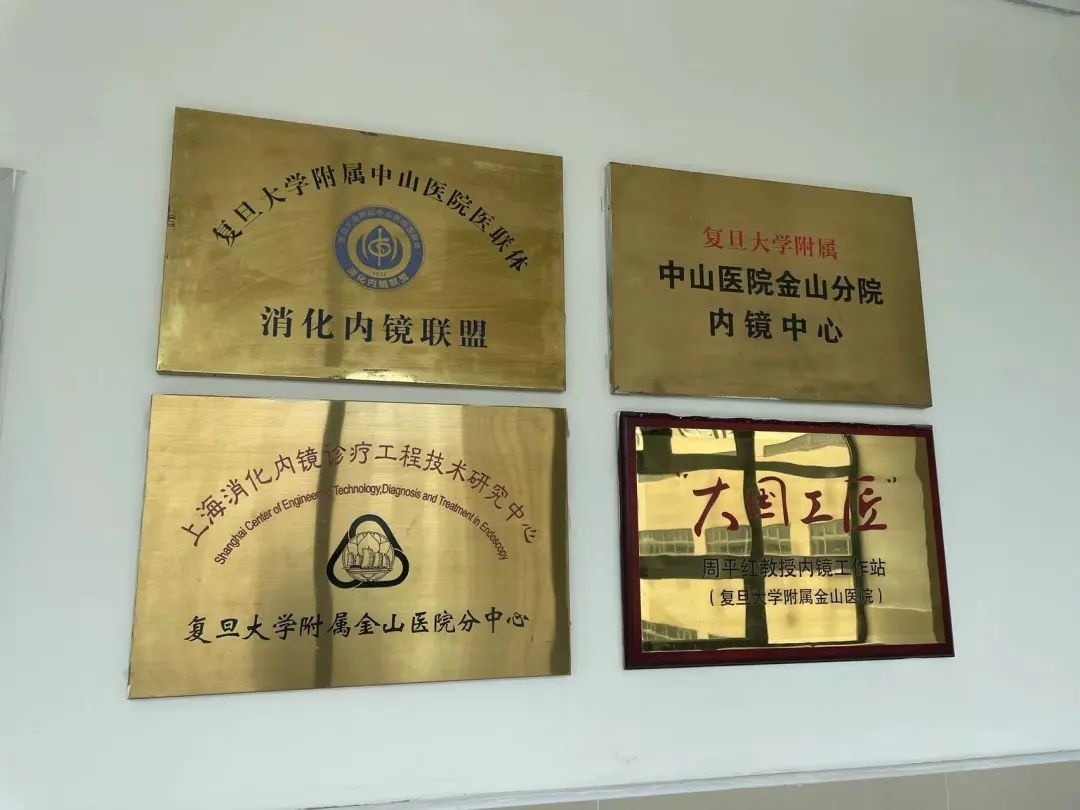 复旦大学附属中山医院医联体
消化内镜联盟
复旦大学附属
中山医院金山分院
内镜中心
上海消化内镜诊疗工程技术研究中心
Shanghai Center of Engineering Technology,Diagnosis and Treatment in Endoscopy
复旦大学附属金山医院分中心
"大国工匠"
周平红教授内镜工作站
（复旦大学附属金山医院）